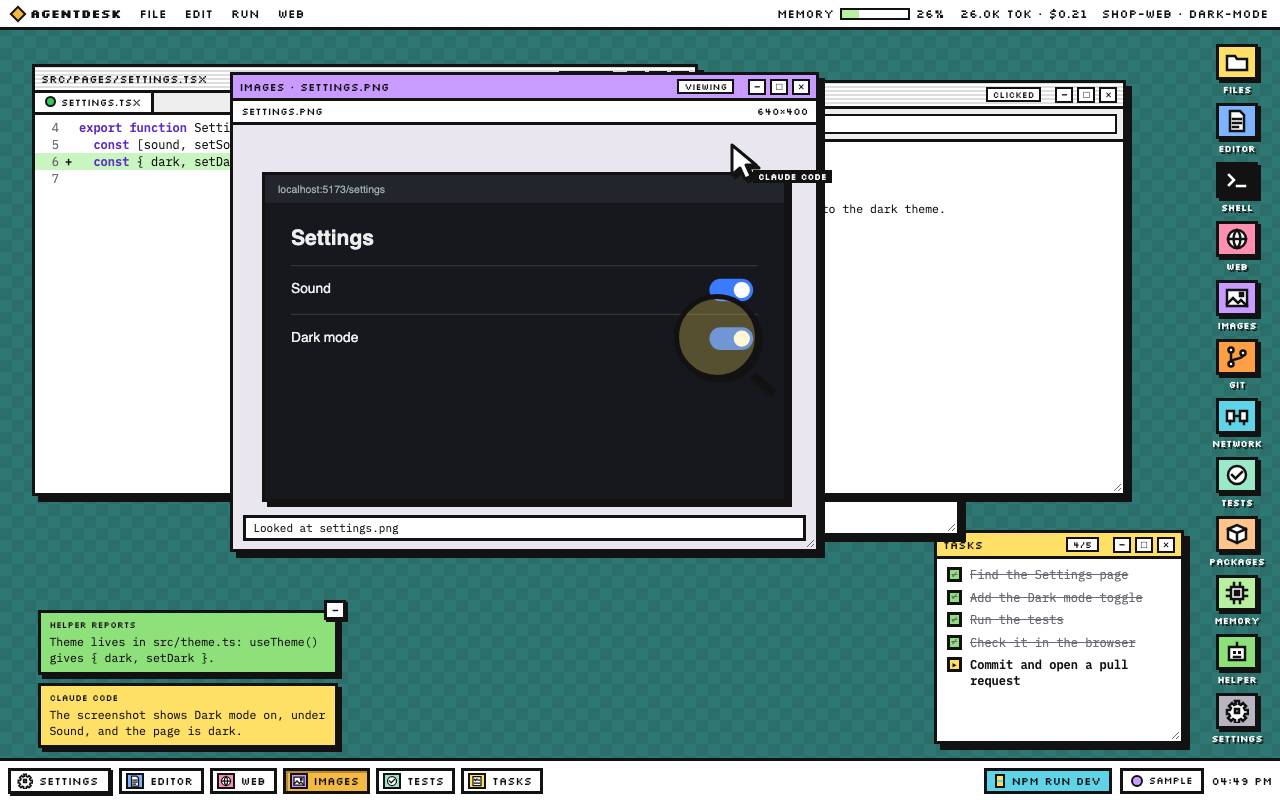 AGENTDESK FILE EDIT RUN WEB
MEMORY 26% 26.0K TOK · $0.21 SHOP-WEB · DARK-MODE
SRC/PAGES/SETTINGS.TSX
SETTINGS.TSX
4 export function Setti
5 const [sound, setSo
6 + const { dark, setDa
7
IMAGES · SETTINGS.PNG VIEWING
SETTINGS.PNG 640×400
localhost:5173/settings
Settings
Sound
Dark mode
Looked at settings.png
CLAUDE CODE
CLICKED
to the dark theme.
FILES
EDITOR
SHELL
WEB
IMAGES
GIT
NETWORK
TESTS
PACKAGES
MEMORY
HELPER
SETTINGS
TASKS 4/5
Find the Settings page
Add the Dark mode toggle
Run the tests
Check it in the browser
Commit and open a pull
request
HELPER REPORTS
Theme lives in src/theme.ts: useTheme()
gives { dark, setDark }.
CLAUDE CODE
The screenshot shows Dark mode on, under
Sound, and the page is dark.
SETTINGS EDITOR WEB IMAGES TESTS TASKS
NPM RUN DEV SAMPLE 04:49 PM